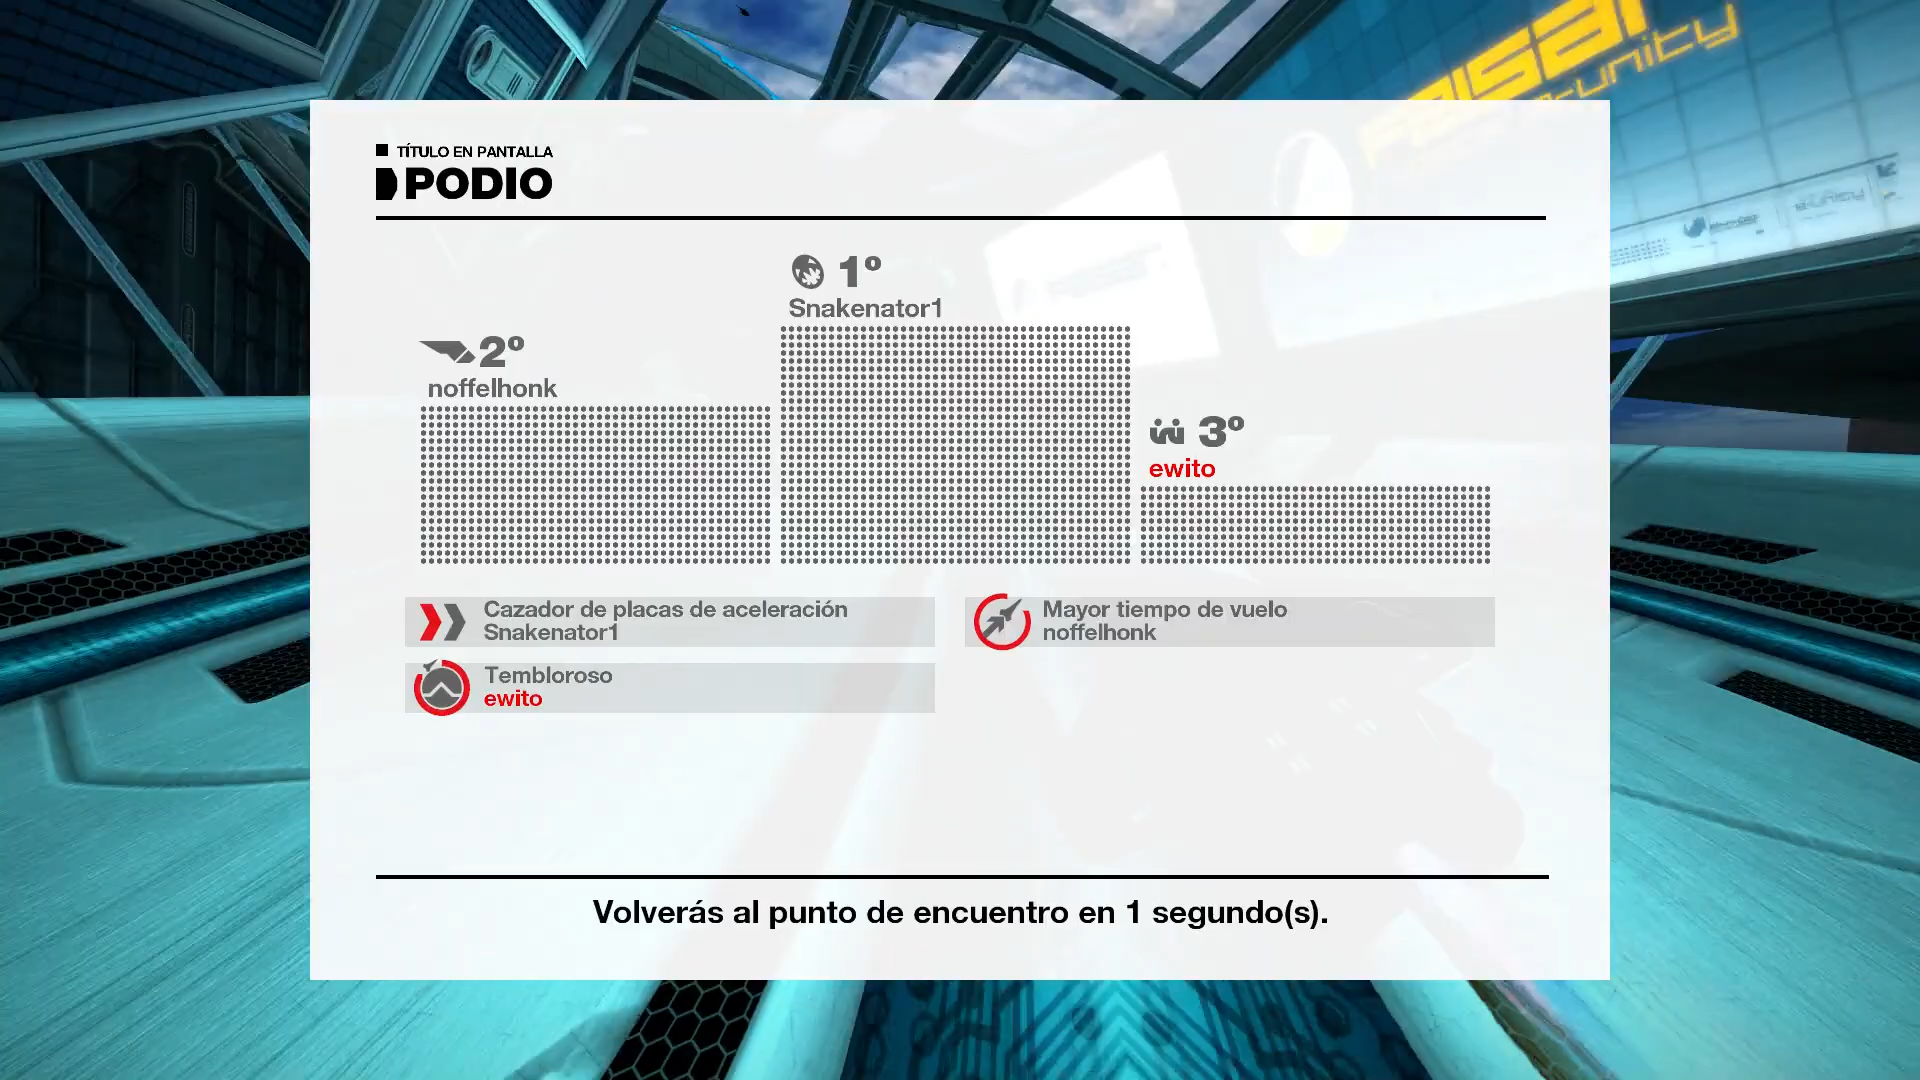 TÍTULO EN PANTALLA
PODIO
1º
Snakenator1
2º
noffelhonk
3º
ewito
Cazador de placas de aceleración
Snakenator1
Mayor tiempo de vuelo
noffelhonk
Tembloroso
ewito
Volverás al punto de encuentro en 1 segundo(s).